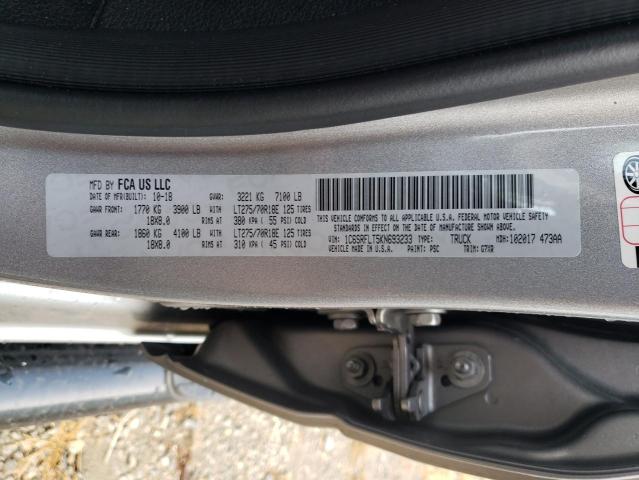 MFD BY FCA US LLC
DATE OF MFR(BUILT): 10-18 GVWR: 3221 KG 7100 LB
GAWR FRONT: 1770 KG 3900 LB WITH LT275/70R18E 125 TIRES
18X8.0 RIMS AT 380 KPA ( 55 PSI) COLD
GAWR REAR: 1860 KG 4100 LB WITH LT275/70R18E 125 TIRES
18X8.0 RIMS AT 310 KPA ( 45 PSI) COLD
THIS VEHICLE CONFORMS TO ALL APPLICABLE U.S.A. FEDERAL MOTOR VEHICLE SAFETY
STANDARDS IN EFFECT ON THE DATE OF MANUFACTURE SHOWN ABOVE.
VIN: 1C6SRFLT5KN693233 TYPE: TRUCK MDH: 102017 473AA
VEHICLE MADE IN U.S.A. PAINT: PSC TRIM: G7XR